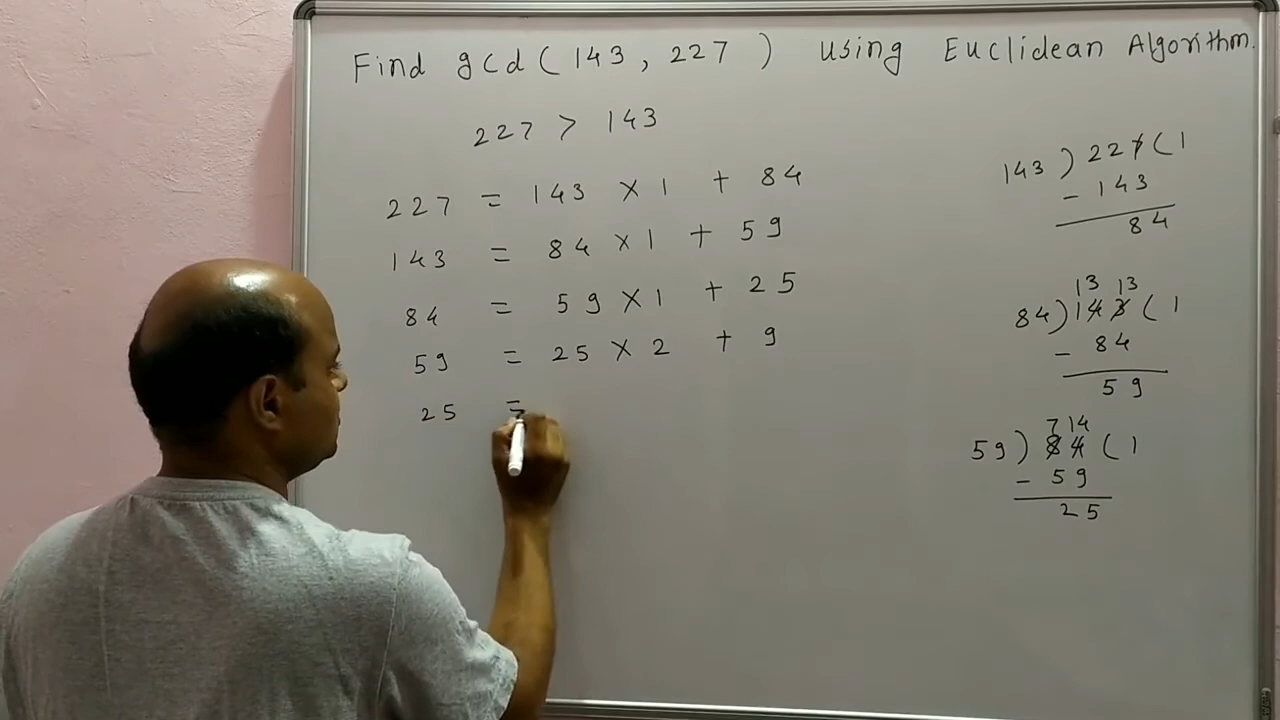 Find gcd ( 143 , 227 ) using Euclidean Algorithm.
227 > 143
227 = 143 × 1 + 84
143 = 84 × 1 + 59
84 = 59 × 1 + 25
59 = 25 × 2 + 9
25 =
143 ) 227 ( 1
- 143
84
13 13
84 ) 143 ( 1
- 84
59
7 14
59 ) 84 ( 1
- 59
25